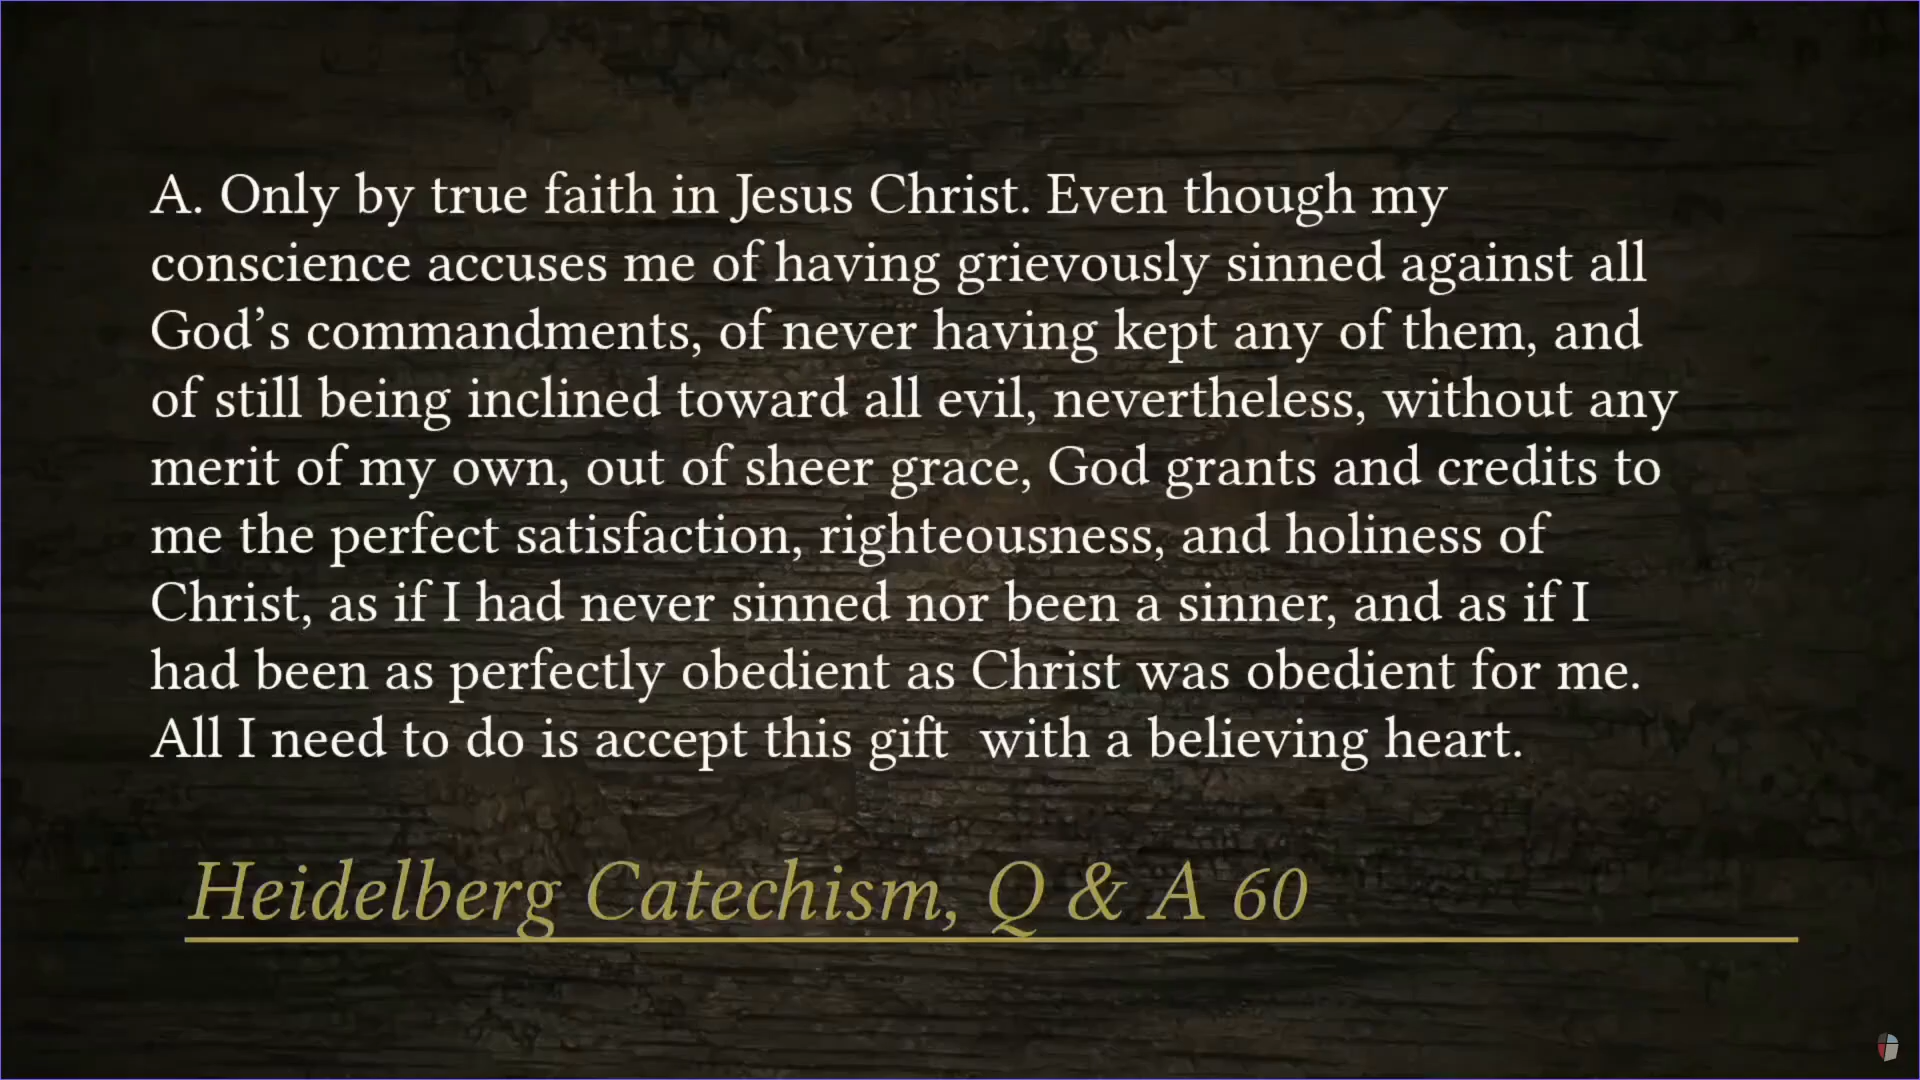 A. Only by true faith in Jesus Christ. Even though my
conscience accuses me of having grievously sinned against all
God’s commandments, of never having kept any of them, and
of still being inclined toward all evil, nevertheless, without any
merit of my own, out of sheer grace, God grants and credits to
me the perfect satisfaction, righteousness, and holiness of
Christ, as if I had never sinned nor been a sinner, and as if I
had been as perfectly obedient as Christ was obedient for me.
All I need to do is accept this gift  with a believing heart.
Heidelberg Catechism, Q & A 60